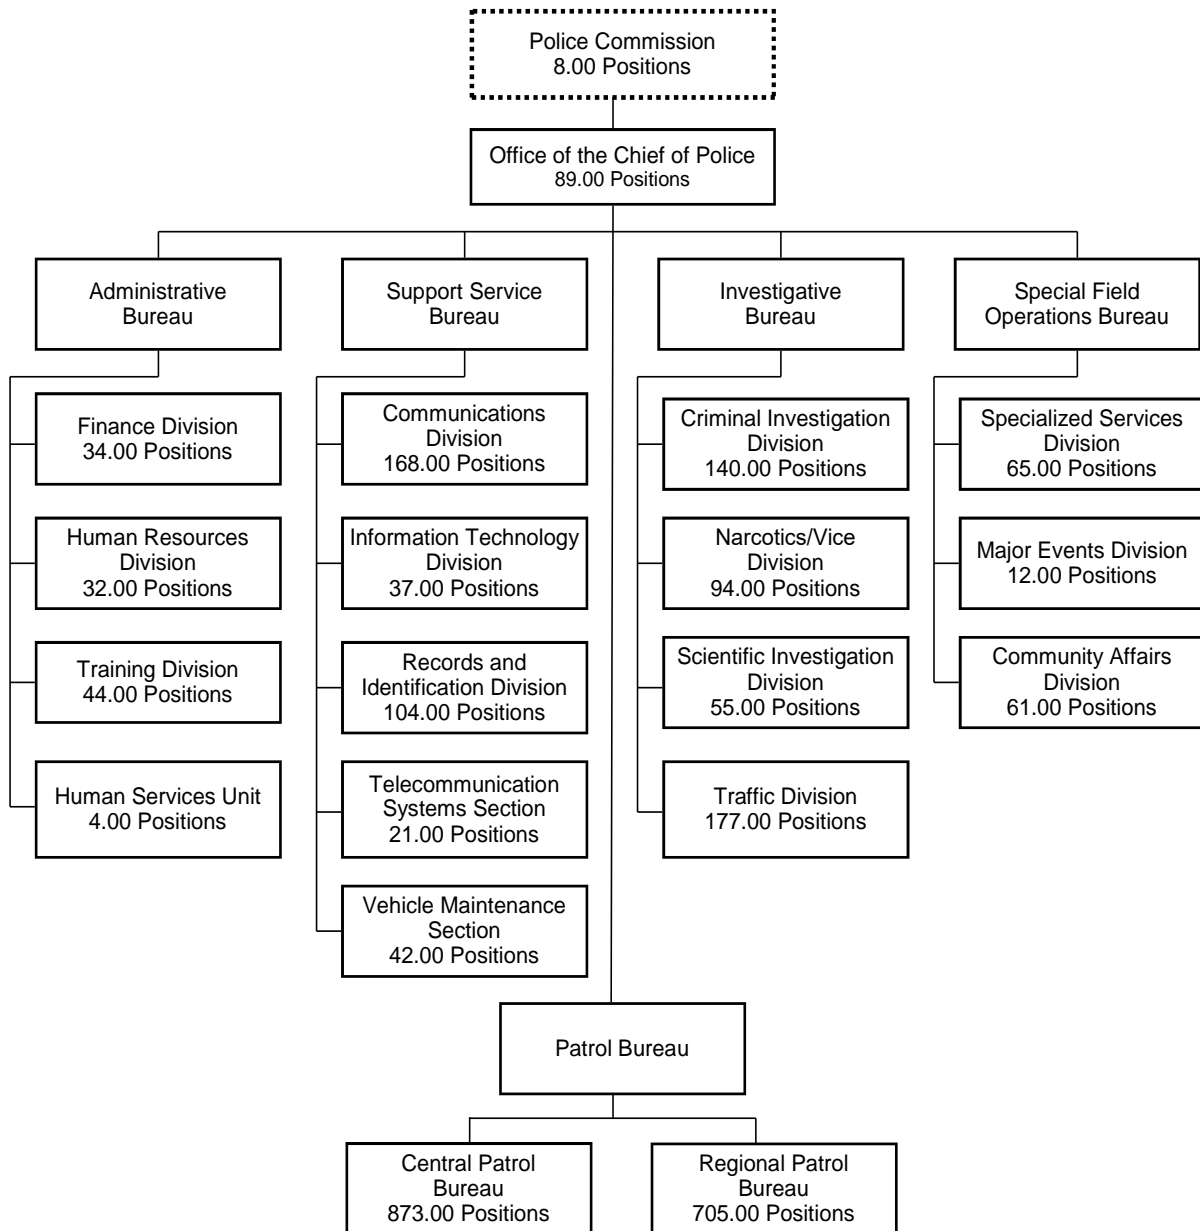 Police Commission
8.00 Positions
Office of the Chief of Police
89.00 Positions
Administrative
Bureau
Support Service
Bureau
Investigative
Bureau
Special Field
Operations Bureau
Finance Division
34.00 Positions
Human Resources
Division
32.00 Positions
Training Division
44.00 Positions
Human Services Unit
4.00 Positions
Communications
Division
168.00 Positions
Information Technology
Division
37.00 Positions
Records and
Identification Division
104.00 Positions
Telecommunication
Systems Section
21.00 Positions
Vehicle Maintenance
Section
42.00 Positions
Criminal Investigation
Division
140.00 Positions
Narcotics/Vice
Division
94.00 Positions
Scientific Investigation
Division
55.00 Positions
Traffic Division
177.00 Positions
Specialized Services
Division
65.00 Positions
Major Events Division
12.00 Positions
Community Affairs
Division
61.00 Positions
Patrol Bureau
Central Patrol
Bureau
873.00 Positions
Regional Patrol
Bureau
705.00 Positions